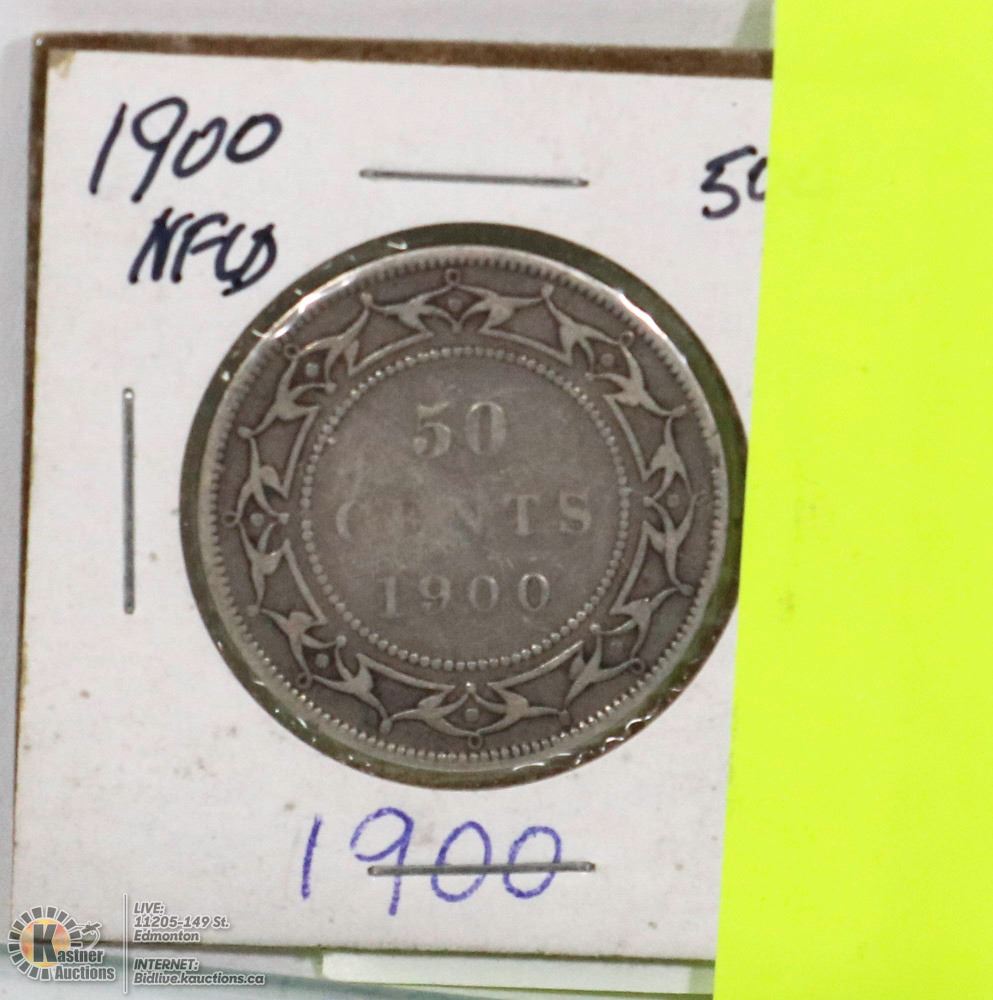 1900
NFLD
50
50
CENTS
1900
1900
Kastner
Auctions
LIVE:
11205-149 St.
Edmonton
INTERNET:
Bidlive.kauctions.ca